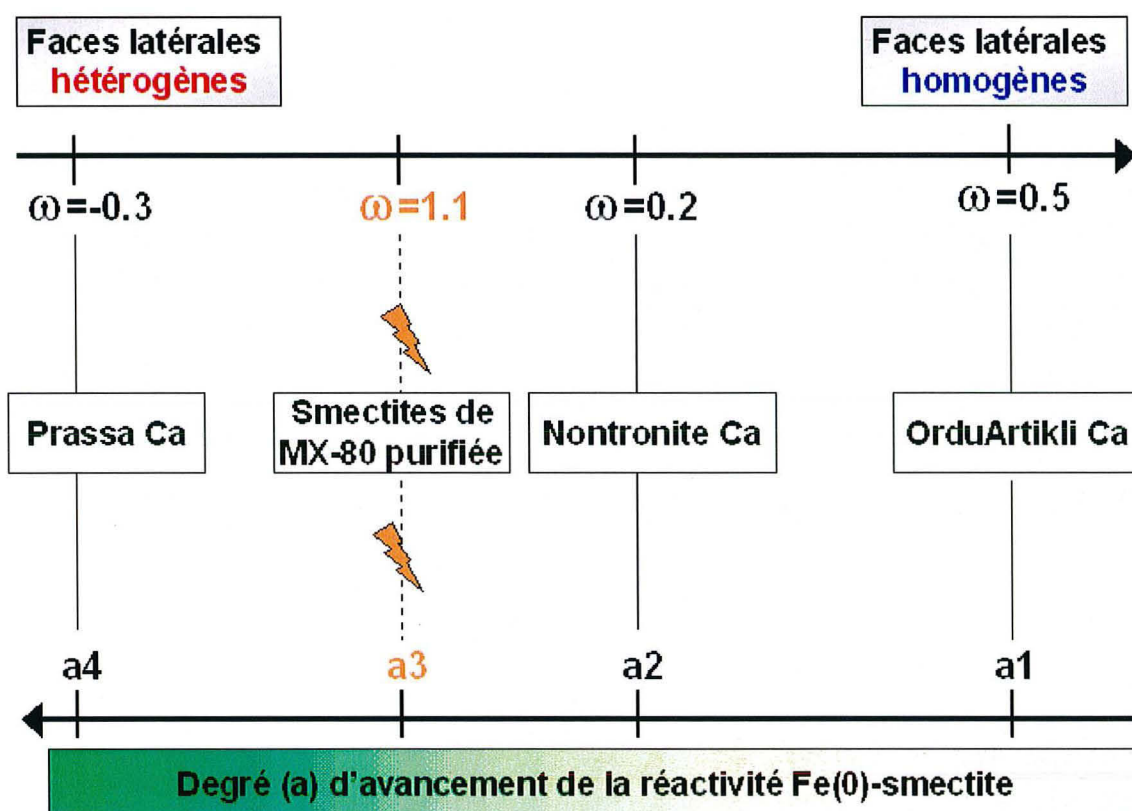 Faces latérales
hétérogènes
Faces latérales
homogènes
ω=-0.3
ω=1.1
ω=0.2
ω=0.5
Prassa Ca
Smectites de
MX-80 purifiée
Nontronite Ca
OrduArtikli Ca
a4
a3
a2
a1
Degré (a) d'avancement de la réactivité Fe(0)-smectite